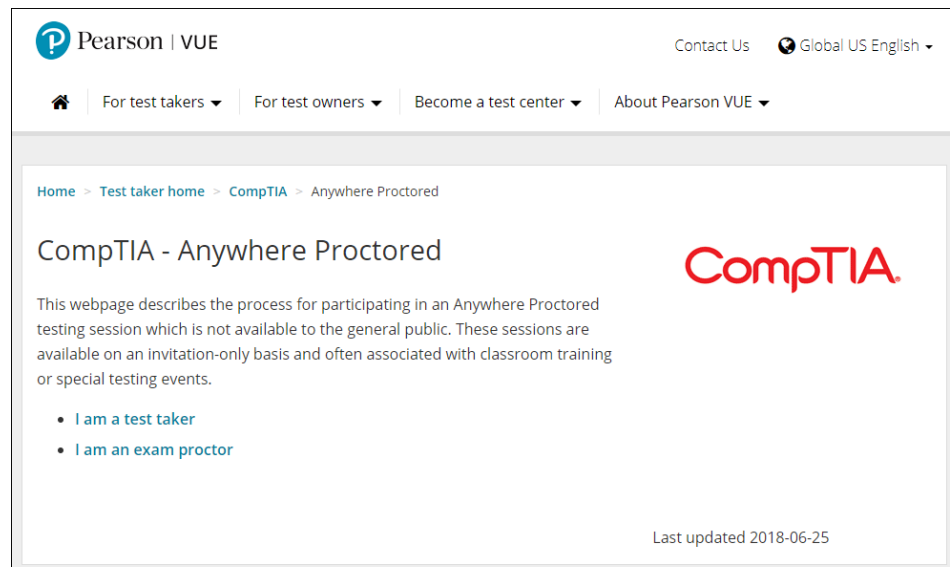 Pearson | VUE
Contact Us Global US English
For test takers For test owners Become a test center About Pearson VUE
Home > Test taker home > CompTIA > Anywhere Proctored
CompTIA - Anywhere Proctored
CompTIA.
This webpage describes the process for participating in an Anywhere Proctored
testing session which is not available to the general public. These sessions are
available on an invitation-only basis and often associated with classroom training
or special testing events.
• I am a test taker
• I am an exam proctor
Last updated 2018-06-25